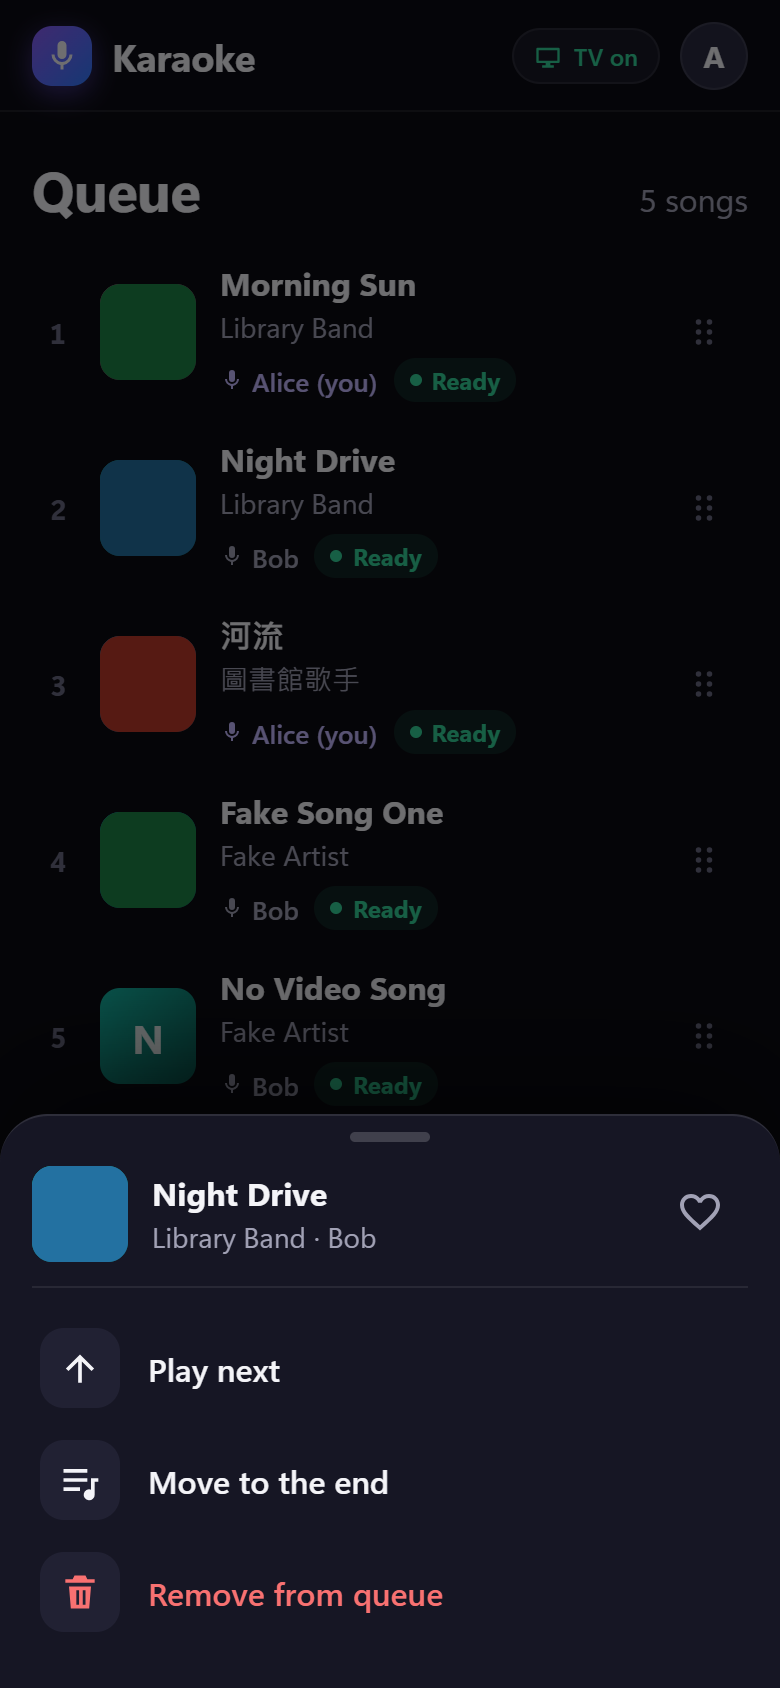 Karaoke
TV on
A
Queue
5 songs
1
Morning Sun
Library Band
Alice (you)
Ready
2
Night Drive
Library Band
Bob
Ready
3
河流
圖書館歌手
Alice (you)
Ready
4
Fake Song One
Fake Artist
Bob
Ready
5
N
No Video Song
Fake Artist
Bob
Ready
Night Drive
Library Band · Bob
Play next
Move to the end
Remove from queue